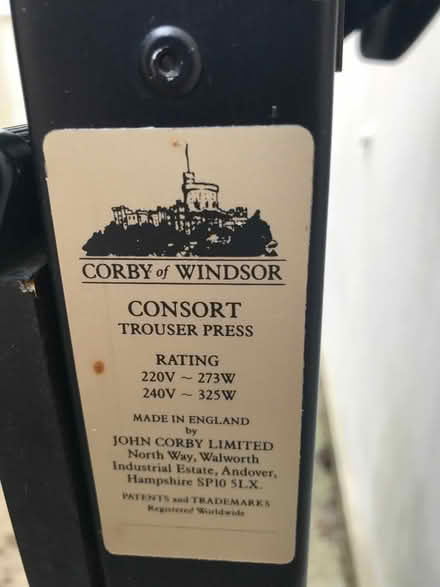 CORBY of WINDSOR
CONSORT
TROUSER PRESS
RATING
220V ~ 273W
240V ~ 325W
MADE IN ENGLAND
by
JOHN CORBY LIMITED
North Way, Walworth
Industrial Estate, Andover,
Hampshire SP10 5LX.
PATENTS and TRADEMARKS
Registered Worldwide